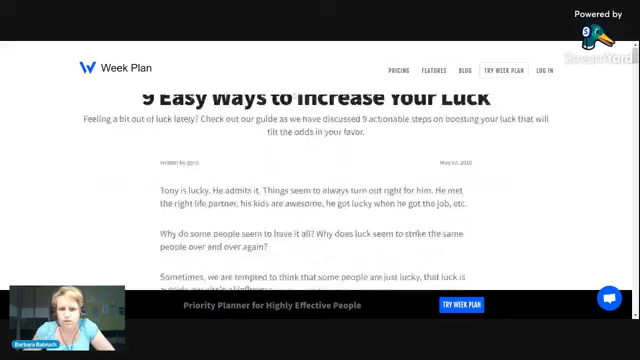 Powered by
StreamYard
Week Plan
PRICING
FEATURES
BLOG
TRY WEEK PLAN
LOG IN
9 Easy Ways to Increase Your Luck
Feeling a bit out of luck lately? Check out our guide as we have discussed 9 actionable steps on boosting your luck that will
tilt the odds in your favor.
Written by
Tony is lucky. He admits it. Things seem to always turn out right for him. He met
the right life partner, his kids are awesome, he got lucky when he got the job, etc.
Why do some people seem to have it all? Why does luck seem to strike the same
people over and over again?
Sometimes, we are tempted to think that some people are just lucky, that luck is
Priority Planner for Highly Effective People
TRY WEEK PLAN
Barbara Babiuch